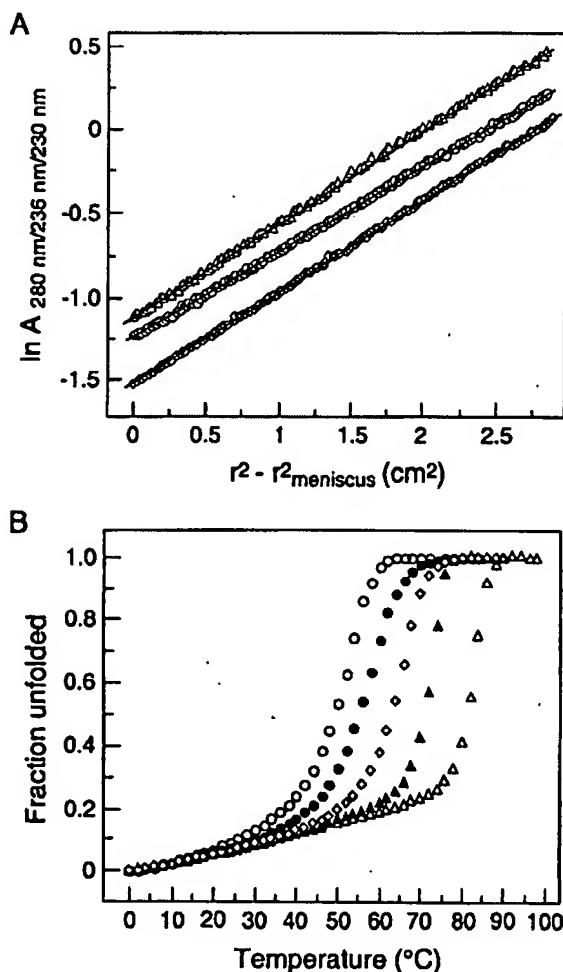 A
0.5
0
-0.5
-1.0
-1.5
ln A 280 nm/236 nm/230 nm
0 0.5 1 1.5 2 2.5
r2 - r2meniscus (cm2)
B
1.0
0.8
0.6
0.4
0.2
0
Fraction unfolded
0 10 20 30 40 50 60 70 80 90 100
Temperature (°C)